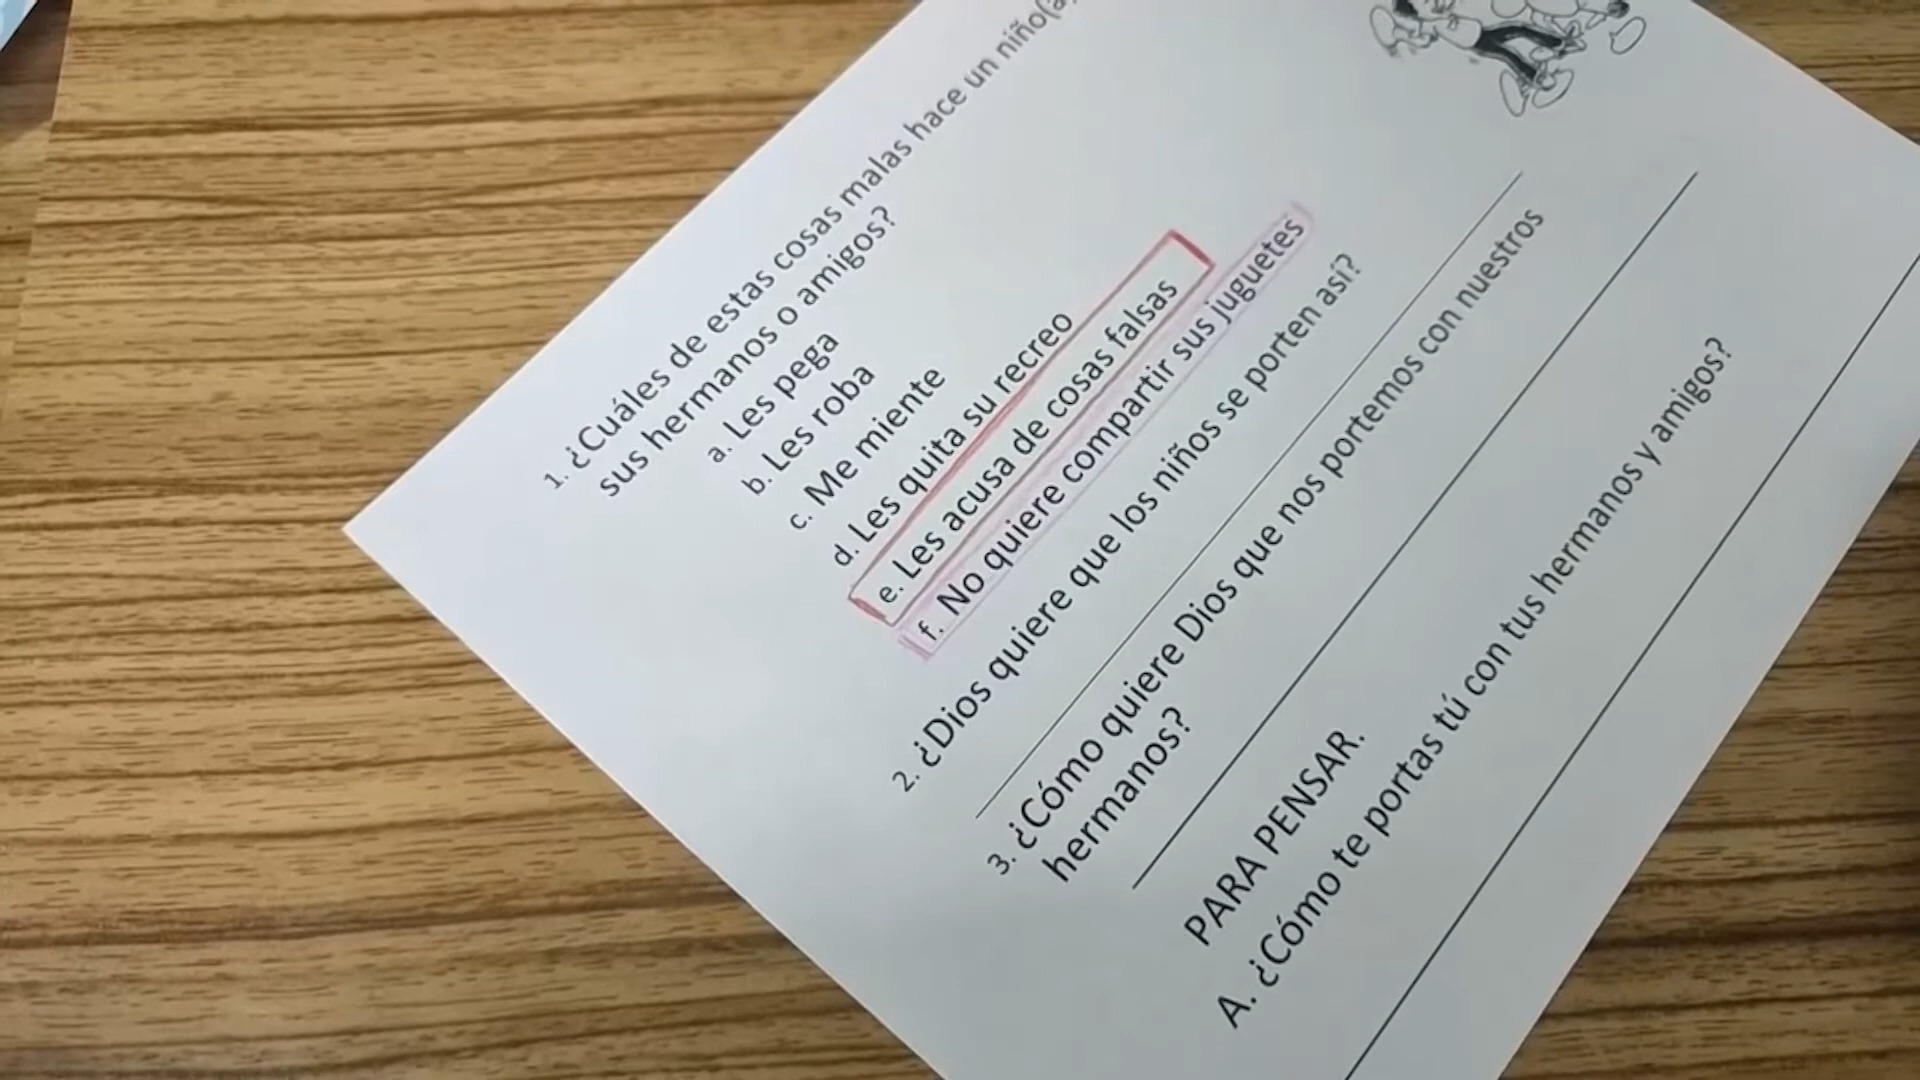 1. ¿Cuáles de estas cosas malas hace un niño(a)
sus hermanos o amigos?
a. Les pega
b. Les roba
c. Me miente
d. Les quita su recreo
e. Les acusa de cosas falsas
f. No quiere compartir sus juguetes
2. ¿Dios quiere que los niños se porten así?
3. ¿Cómo quiere Dios que nos portemos con nuestros
hermanos?
PARA PENSAR.
A. ¿Cómo te portas tú con tus hermanos y amigos?